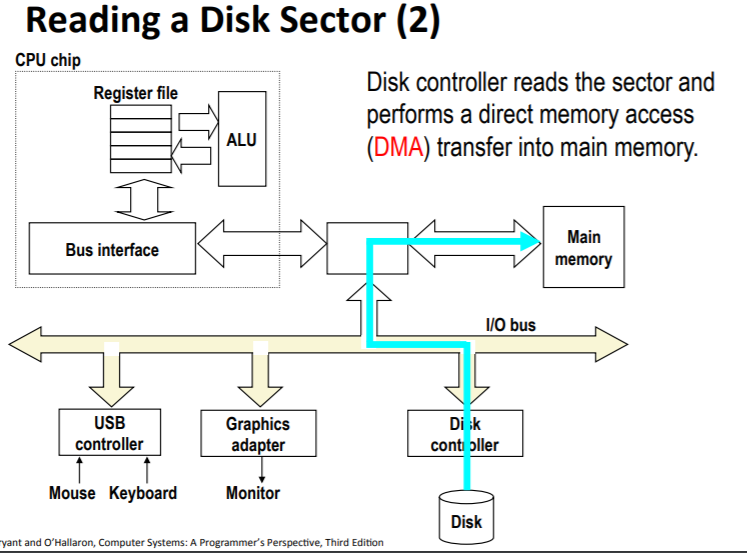 Reading a Disk Sector (2)
CPU chip
Register file
ALU
Disk controller reads the sector and
performs a direct memory access
(DMA) transfer into main memory.
Bus interface
Main
memory
I/O bus
USB
controller
Graphics
adapter
Disk
controller
Mouse
Keyboard
Monitor
Disk
and O'Hallaron, Computer Systems: A Programmer's Perspective, Third Edition